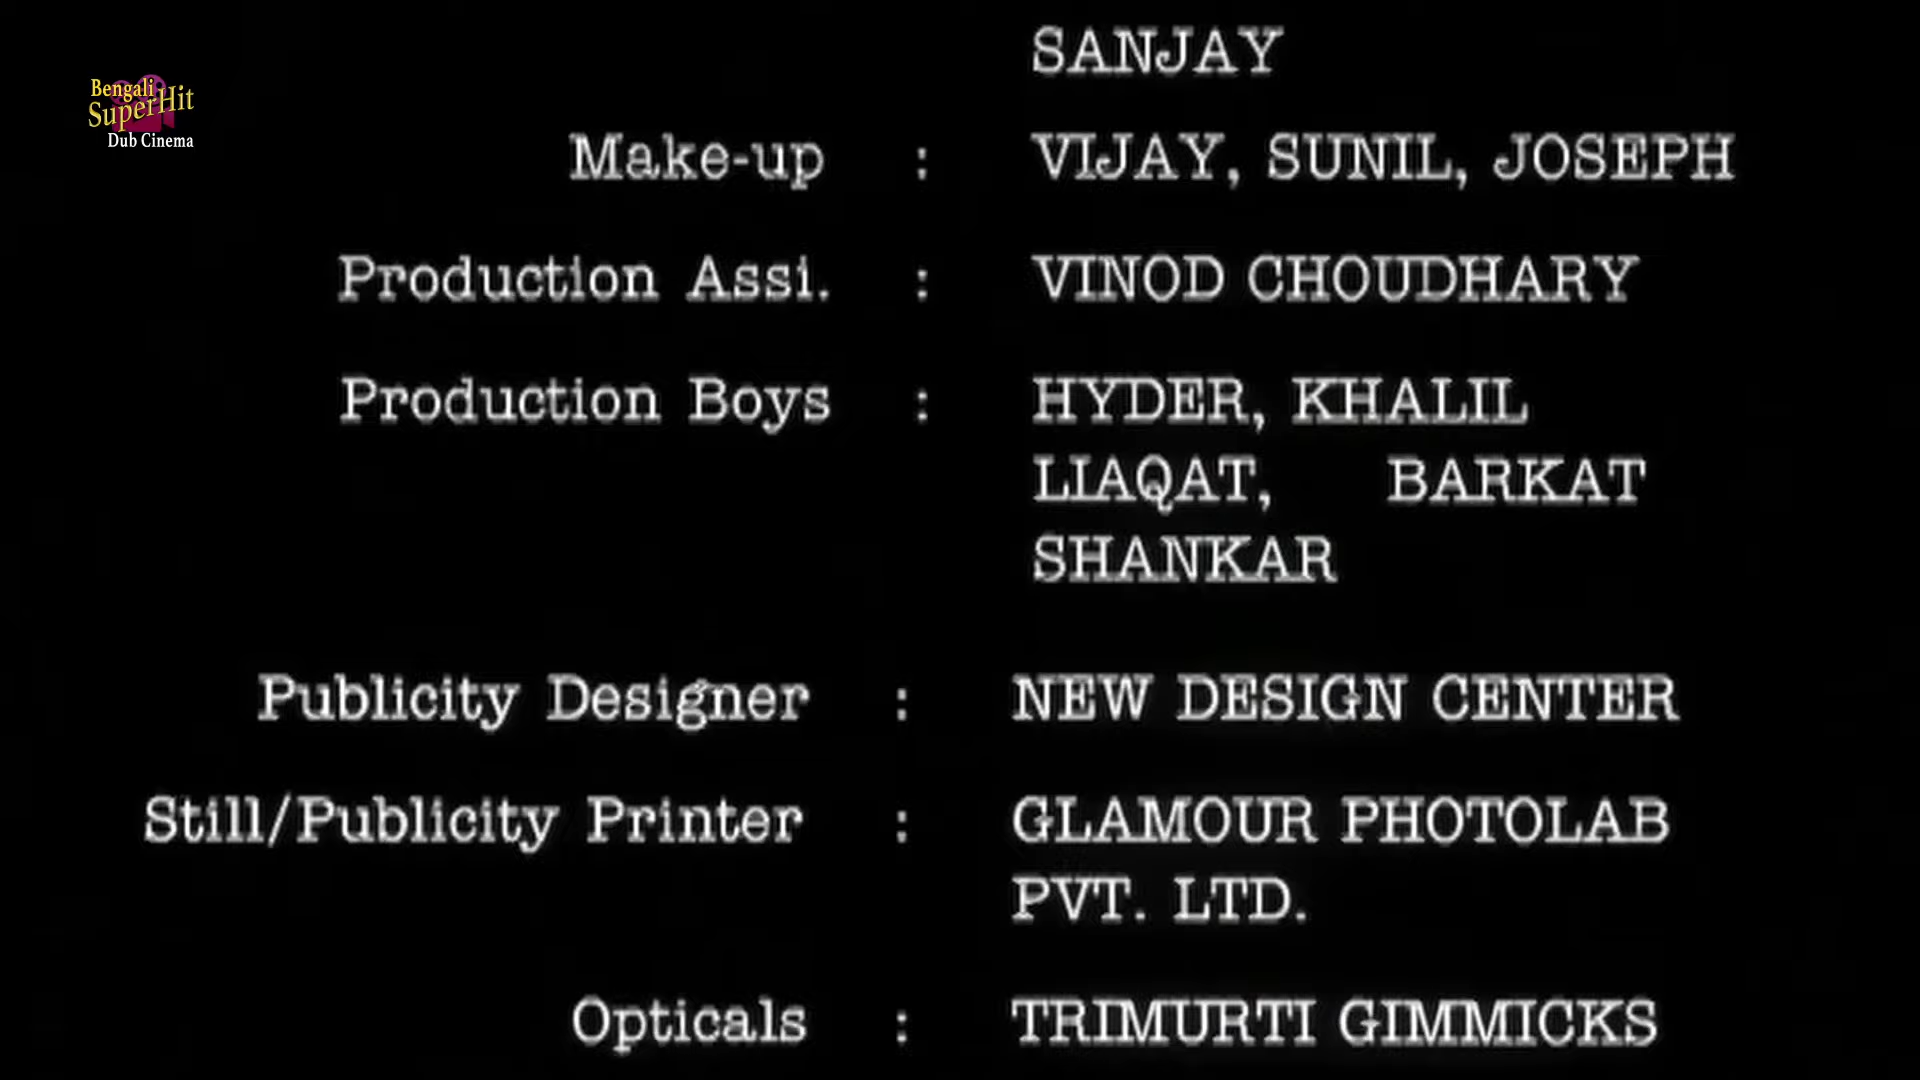 Bengali
SuperHit
Dub Cinema
SANJAY
Make-up : VIJAY, SUNIL, JOSEPH
Production Assi. : VINOD CHOUDHARY
Production Boys : HYDER, KHALIL
LIAQAT, BARKAT
SHANKAR
Publicity Designer : NEW DESIGN CENTER
Still/Publicity Printer : GLAMOUR PHOTOLAB
PVT. LTD.
Opticals : TRIMURTI GIMMICKS